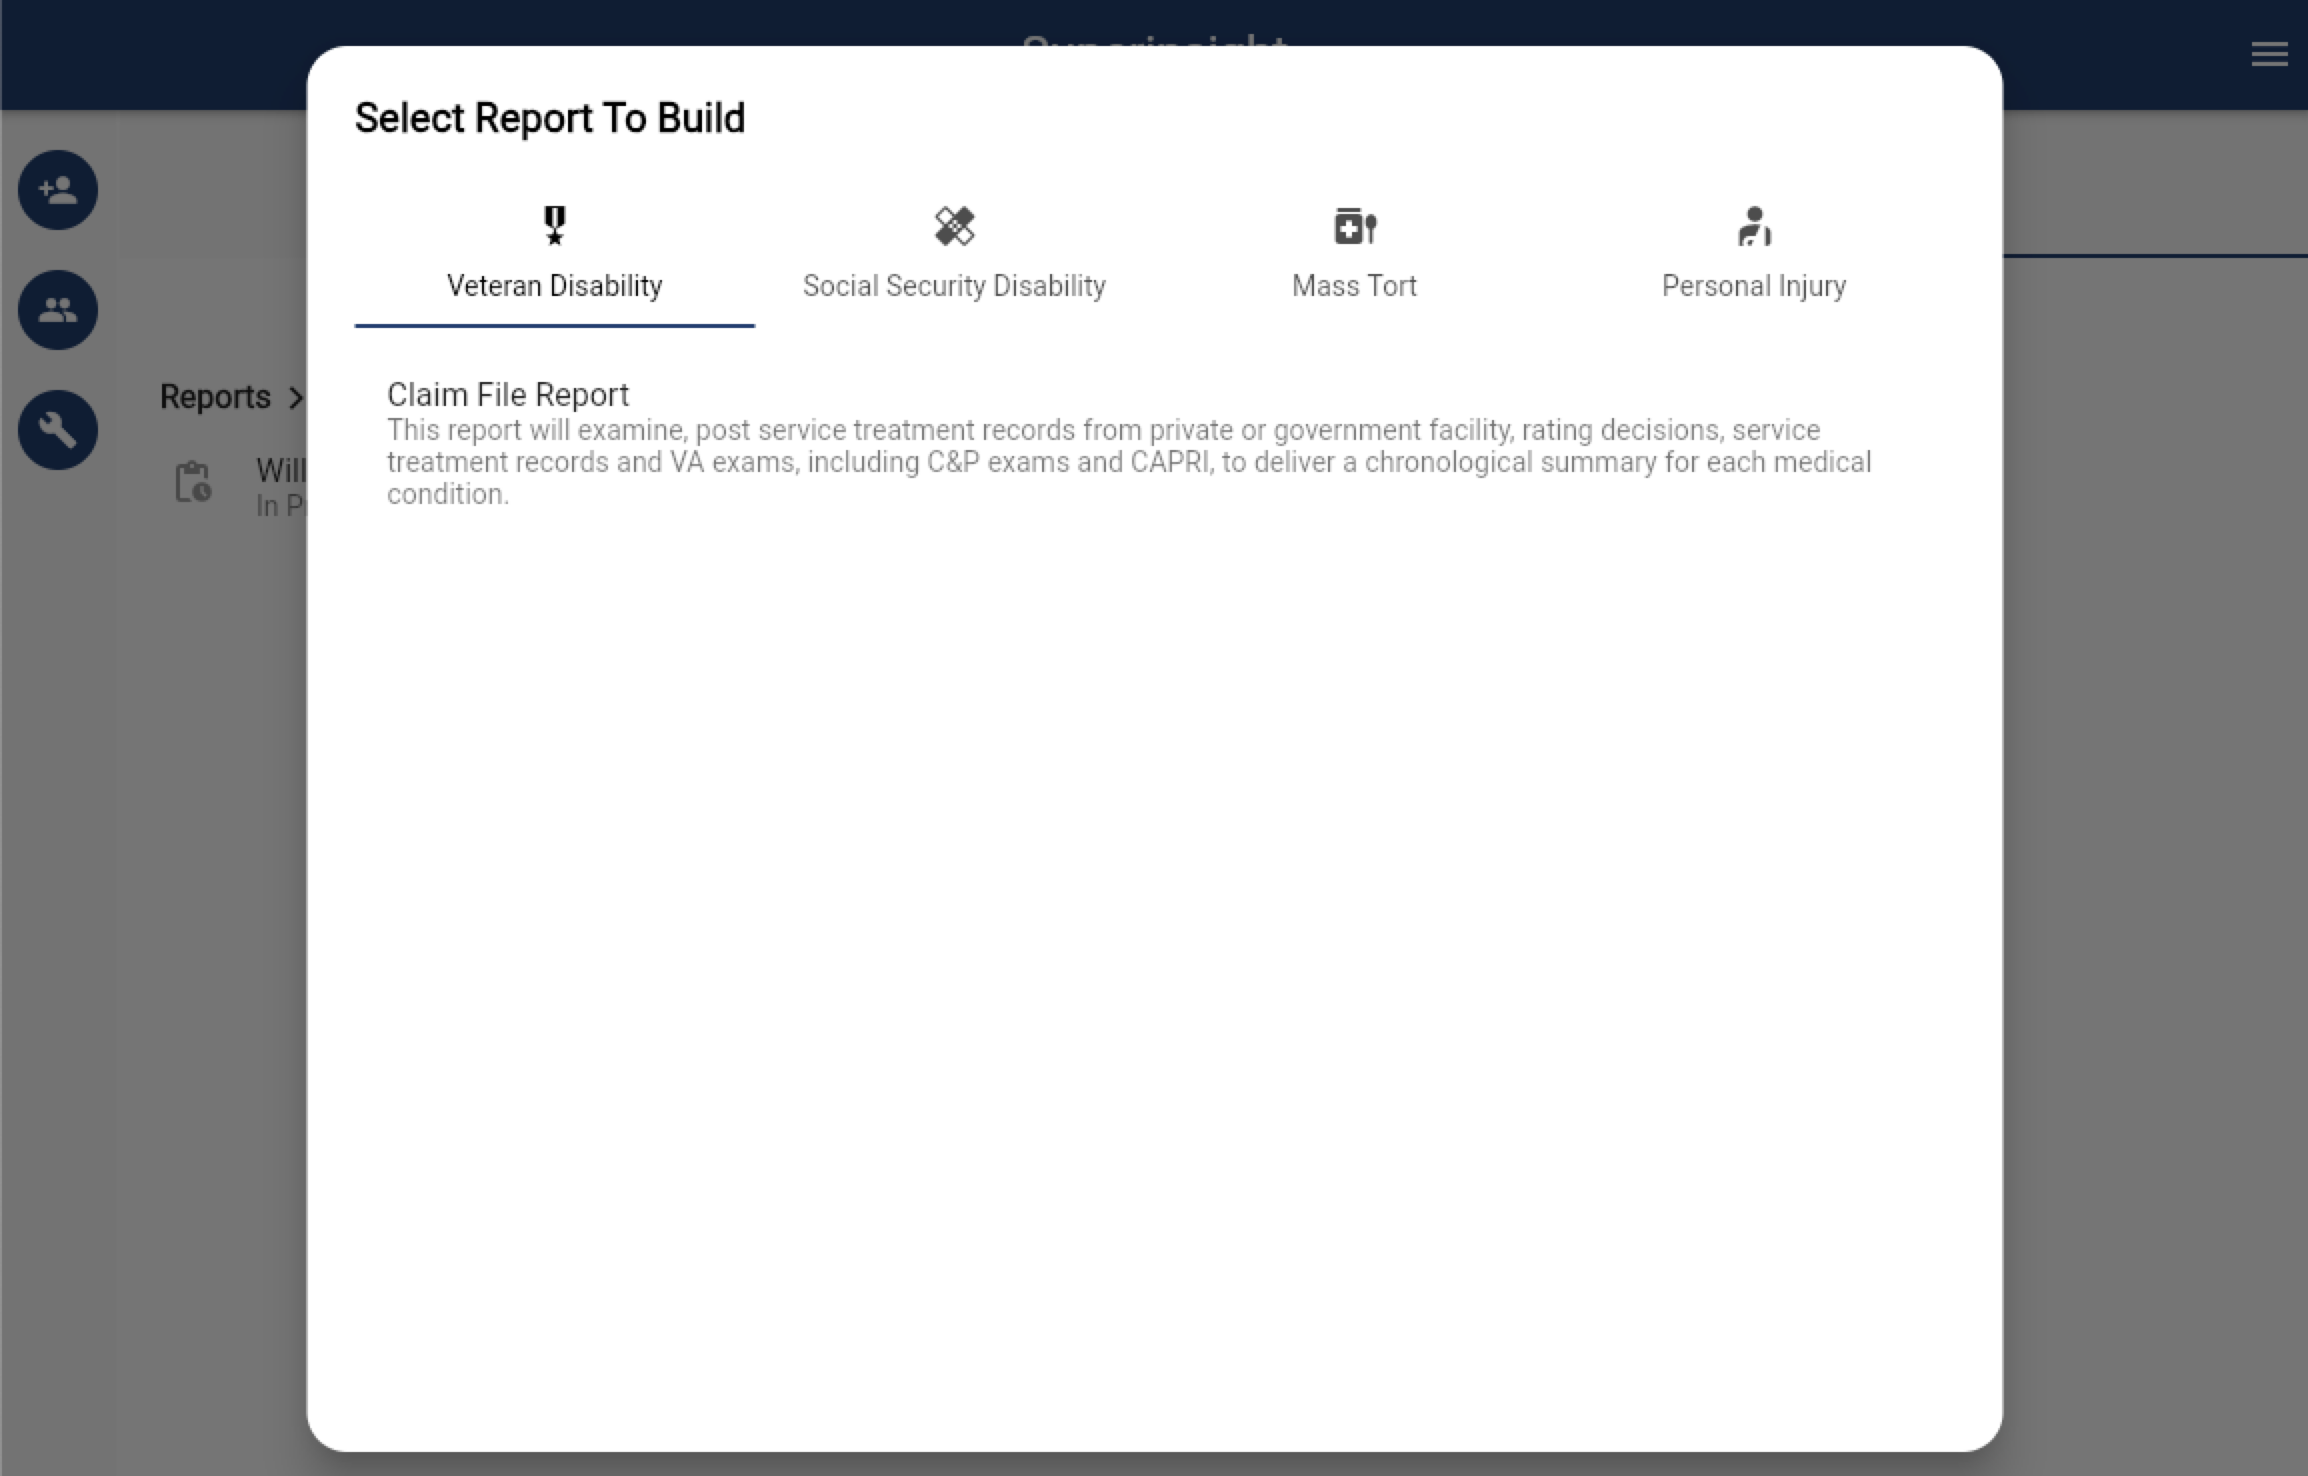 Select Report To Build
Veteran Disability
Social Security Disability
Mass Tort
Personal Injury
Claim File Report
This report will examine, post service treatment records from private or government facility, rating decisions, service
treatment records and VA exams, including C&P exams and CAPRI, to deliver a chronological summary for each medical
condition.
Reports
Will
In P